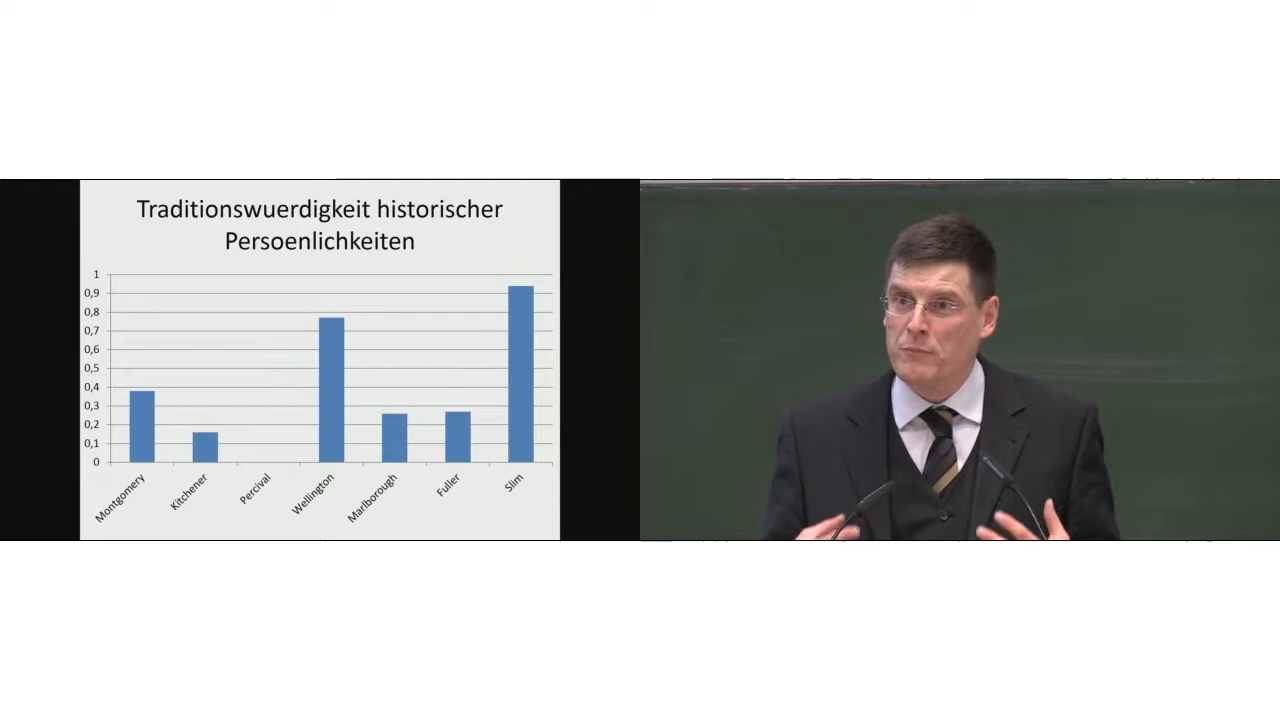 Traditionswuerdigkeit historischer
Persoenlichkeiten
1
0,9
0,8
0,7
0,6
0,5
0,4
0,3
0,2
0,1
0
Montgomery
Kitchener
Percival
Wellington
Marlborough
Fuller
Slim